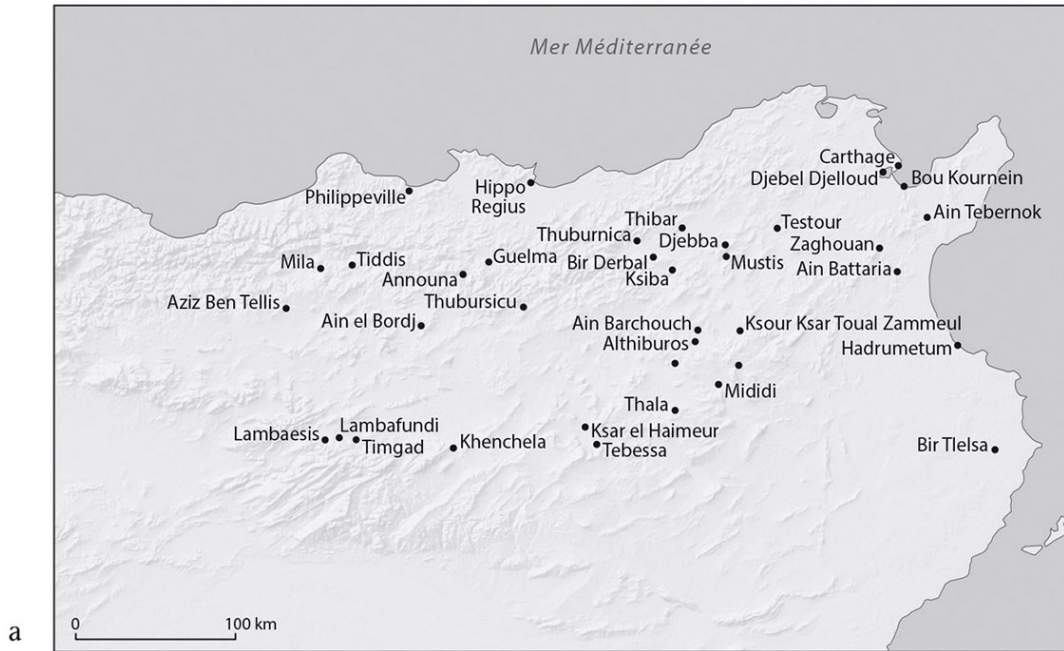 Mer Méditerranée
Carthage
Djebel Djelloud
Bou Kournein
Philippeville
Hippo
Regius
Ain Tebernok
Thibar
Testour
Thuburnica
Djebba
Zaghouan
Mila
Tiddis
Guelma
Bir Derbal
Mustis
Announa
Ksiba
Ain Battaria
Aziz Ben Tellis
Thubursicu
Ain el Bordj
Ain Barchouch
Ksour Ksar Toual Zammeul
Althiburos
Hadrumetum
Mididi
Thala
Lambafundi
Lambaesis
Timgad
Khenchela
Ksar el Haimeur
Tebessa
Bir Tlelsa
0 100 km
a